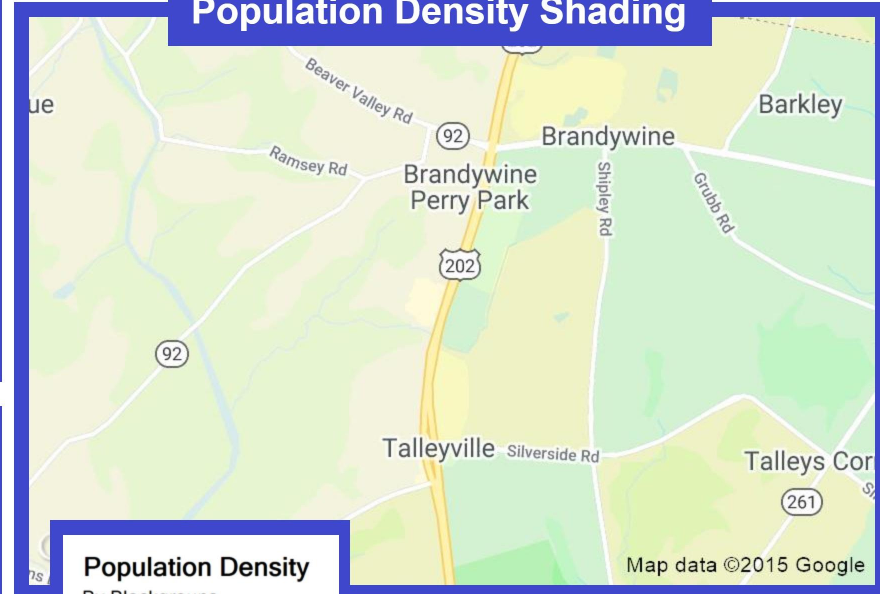 Population Density Shading
Beaver Valley Rd
ue
Barkley
92
Brandywine
Ramsey Rd
Brandywine
Perry Park
Shipley Rd
Grubb Rd
202
92
Talleyville
Silverside Rd
Talleys Cor
261
Map data ©2015 Google
Population Density